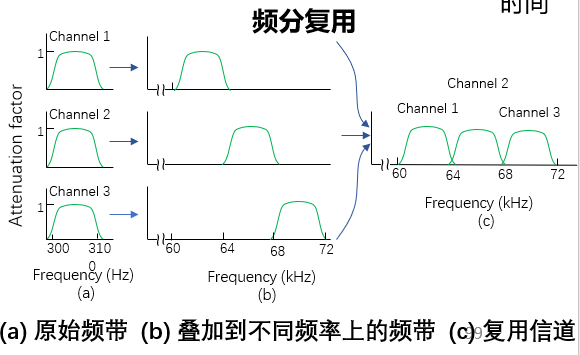 时间
频分复用
Channel 1
1
Channel 2
1
Channel 3
1
Attenuation factor
300 3100
Frequency (Hz)
(a)
60 64 68 72
Frequency (kHz)
(b)
Channel 2
Channel 1 Channel 3
60 64 68 72
Frequency (kHz)
(c)
(a) 原始频带 (b) 叠加到不同频率上的频带 (c) 复用信道